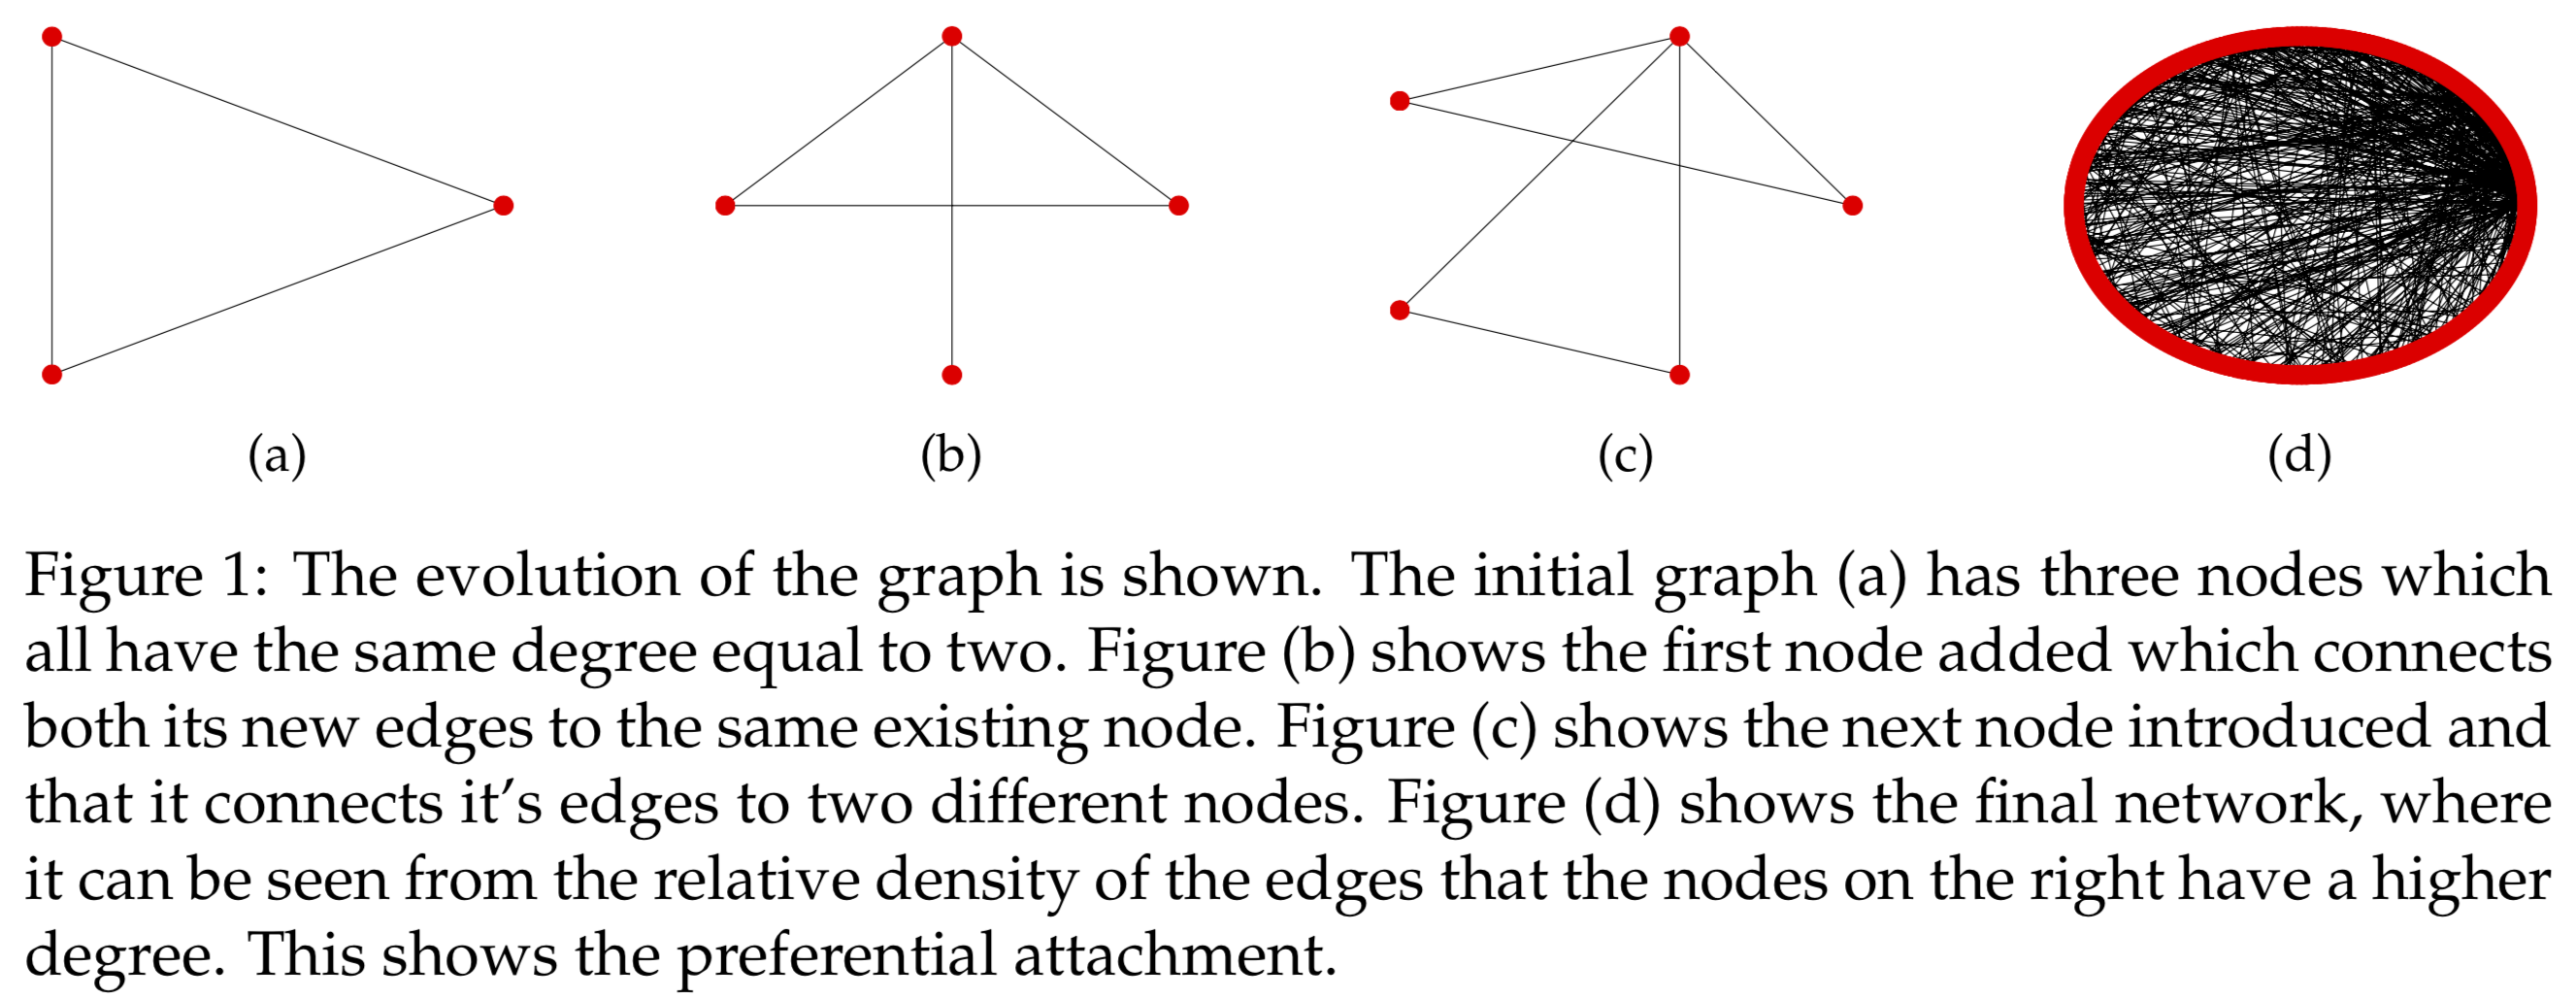 (a) (b) (c) (d)
Figure 1: The evolution of the graph is shown. The initial graph (a) has three nodes which
all have the same degree equal to two. Figure (b) shows the first node added which connects
both its new edges to the same existing node. Figure (c) shows the next node introduced and
that it connects it’s edges to two different nodes. Figure (d) shows the final network, where
it can be seen from the relative density of the edges that the nodes on the right have a higher
degree. This shows the preferential attachment.